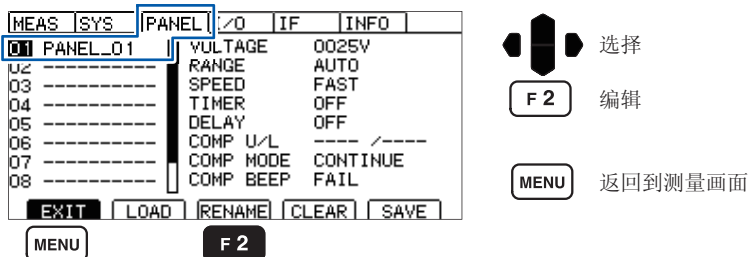 MEAS SYS PANEL I/O IF INFO
01 PANEL_01 VOLTAGE 0025V
02 ---------- RANGE AUTO
03 ---------- SPEED FAST
04 ---------- TIMER OFF
05 ---------- DELAY OFF
06 ---------- COMP U/L ---- /----
07 ---------- COMP MODE CONTINUE
08 ---------- COMP BEEP FAIL
EXIT LOAD RENAME CLEAR SAVE
MENU F 2
选择
F 2 编辑
MENU 返回到测量画面